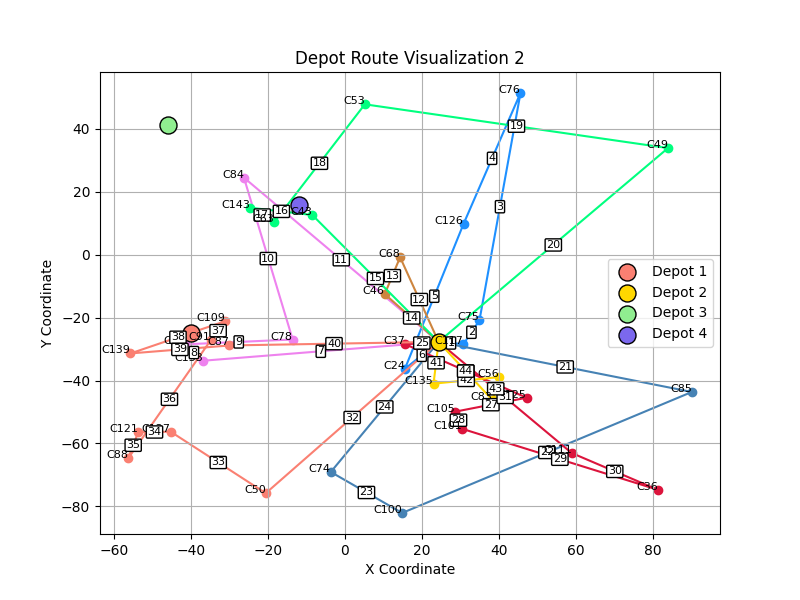 Depot Route Visualization 2
Y Coordinate
X Coordinate
40
20
0
−20
−40
−60
−80
−60
−40
−20
0
20
40
60
80
Depot 1
Depot 2
Depot 3
Depot 4
C76
C53
C49
C84
C143
C43
C126
C68
C46
C75
C109
C139
C78
C87
C37
C24
C135
C56
C85
C105
C36
C121
C88
C50
C74
C100
19
4
18
3
16
17
10
11
20
15
13
12
5
14
2
37
38
39
8
9
7
40
25
6
41
44
42
43
31
27
21
28
24
32
36
34
35
33
23
29
30